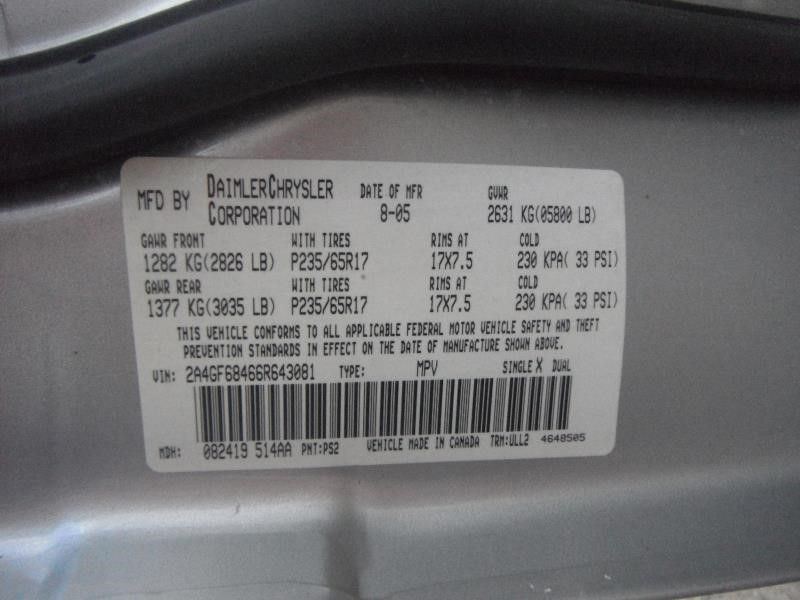 MFD BY DAIMLERCHRYSLER CORPORATION DATE OF MFR 8-05 GVWR 2631 KG(05800 LB)
GAWR FRONT WITH TIRES RIMS AT COLD
1282 KG(2826 LB) P235/65R17 17X7.5 230 KPA( 33 PSI)
GAWR REAR WITH TIRES RIMS AT COLD
1377 KG(3035 LB) P235/65R17 17X7.5 230 KPA( 33 PSI)
THIS VEHICLE CONFORMS TO ALL APPLICABLE FEDERAL MOTOR VEHICLE SAFETY AND THEFT
PREVENTION STANDARDS IN EFFECT ON THE DATE OF MANUFACTURE SHOWN ABOVE.
VIN: 2A4GF68466R643081 TYPE: MPV SINGLE X DUAL
MDH: 082419 514AA PNT:PS2 VEHICLE MADE IN CANADA TRM:ULL2 4648505